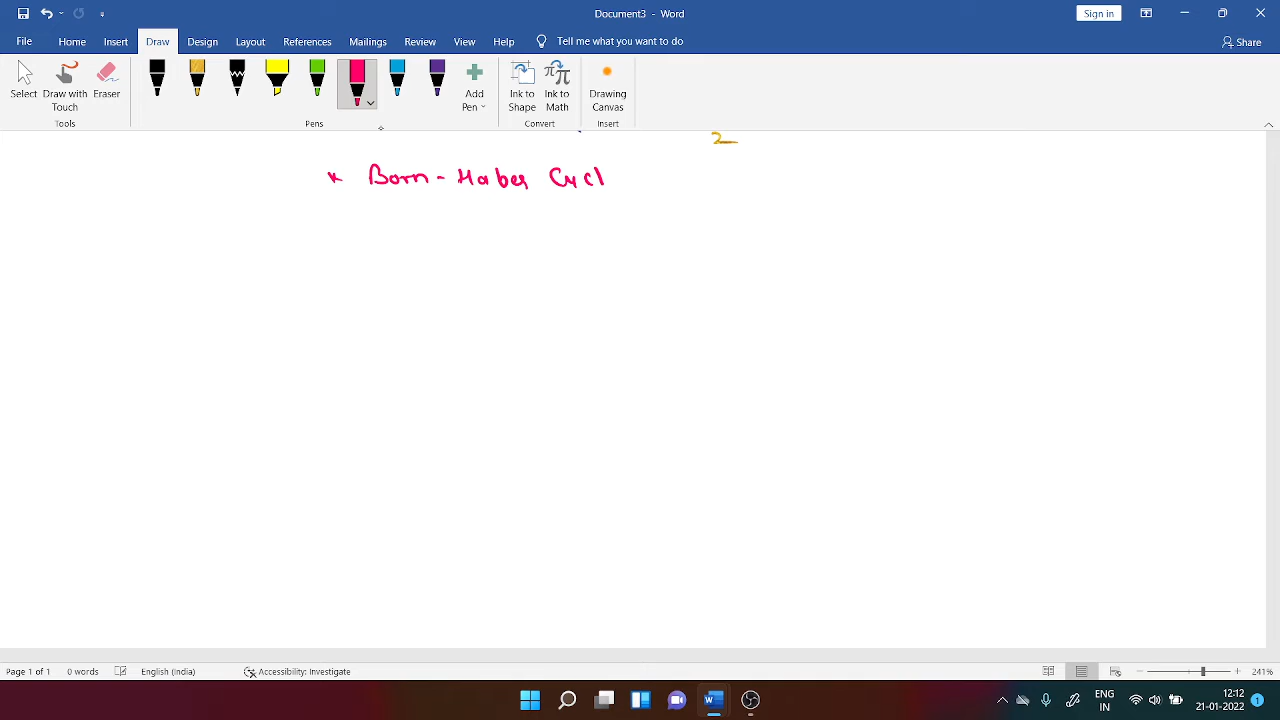 Document3 - Word
Sign in
File Home Insert Draw Design Layout References Mailings Review View Help Tell me what you want to do Share
Select Draw with Touch Eraser Add Pen Ink to Shape Ink to Math Drawing Canvas
Tools Pens Convert Insert
2
* Born-Haber Cycl
Page 1 of 1 0 words English (India) Accessibility: Investigate 241%
ENG IN 12:12 21-01-2022 1